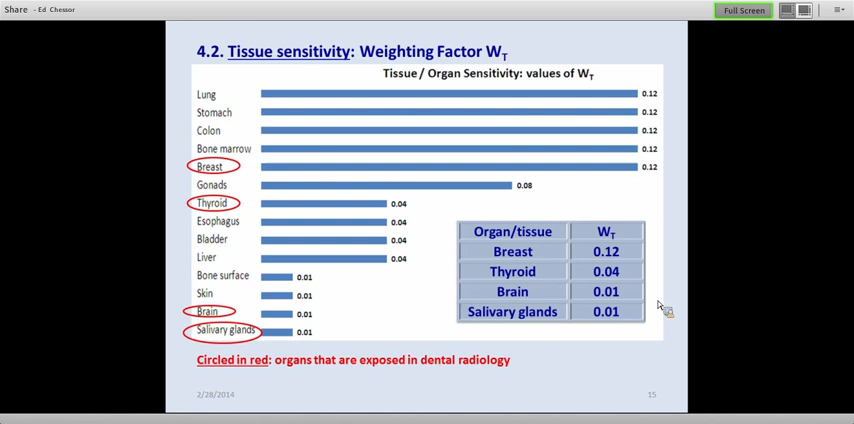 Share - Ed Chessor
Full Screen
4.2. Tissue sensitivity: Weighting Factor WT
Tissue / Organ Sensitivity: values of WT
Lung 0.12
Stomach 0.12
Colon 0.12
Bone marrow 0.12
Breast 0.12
Gonads 0.08
Thyroid 0.04
Esophagus 0.04
Bladder 0.04
Liver 0.04
Bone surface 0.01
Skin 0.01
Brain 0.01
Salivary glands 0.01
Organ/tissue WT
Breast 0.12
Thyroid 0.04
Brain 0.01
Salivary glands 0.01
Circled in red: organs that are exposed in dental radiology
2/28/2014 15